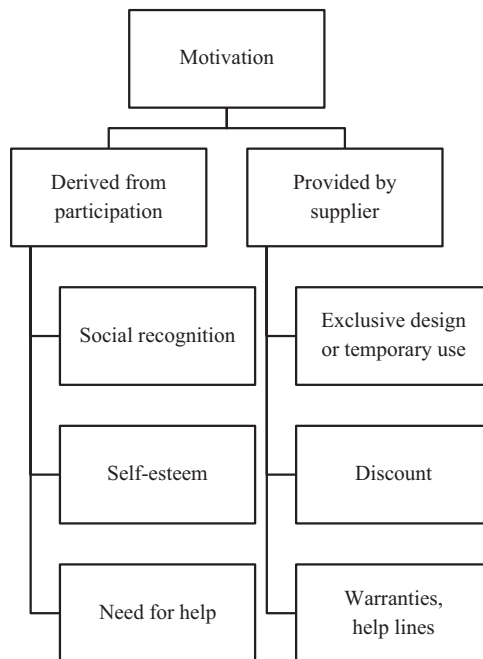 Motivation
Derived from
participation
Provided by
supplier
Social recognition
Exclusive design
or temporary use
Self-esteem
Discount
Need for help
Warranties,
help lines